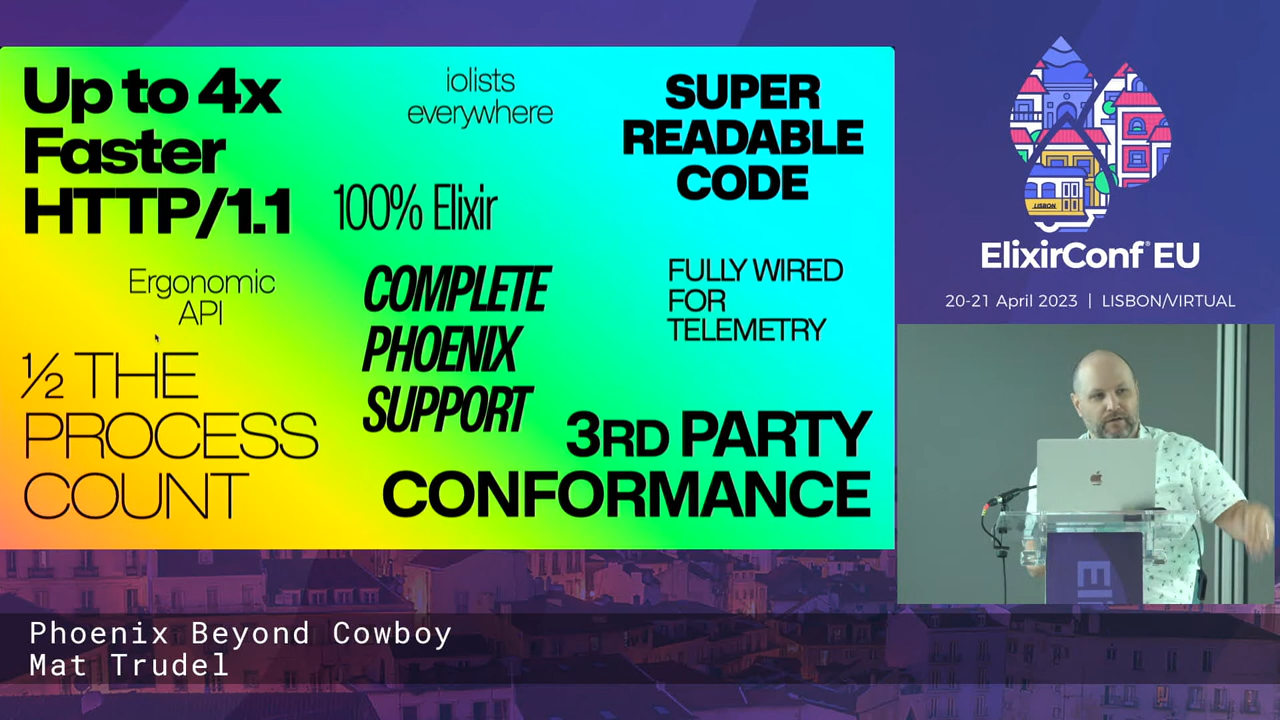 Up to 4x
Faster
HTTP/1.1
iolists
everywhere
SUPER
READABLE
CODE
100% Elixir
Ergonomic
API
COMPLETE
PHOENIX
SUPPORT
FULLY WIRED
FOR
TELEMETRY
½ THE
PROCESS
COUNT
3RD PARTY
CONFORMANCE
LISBON
ElixirConf® EU
20-21 April 2023 | LISBON/VIRTUAL
Phoenix Beyond Cowboy
Mat Trudel